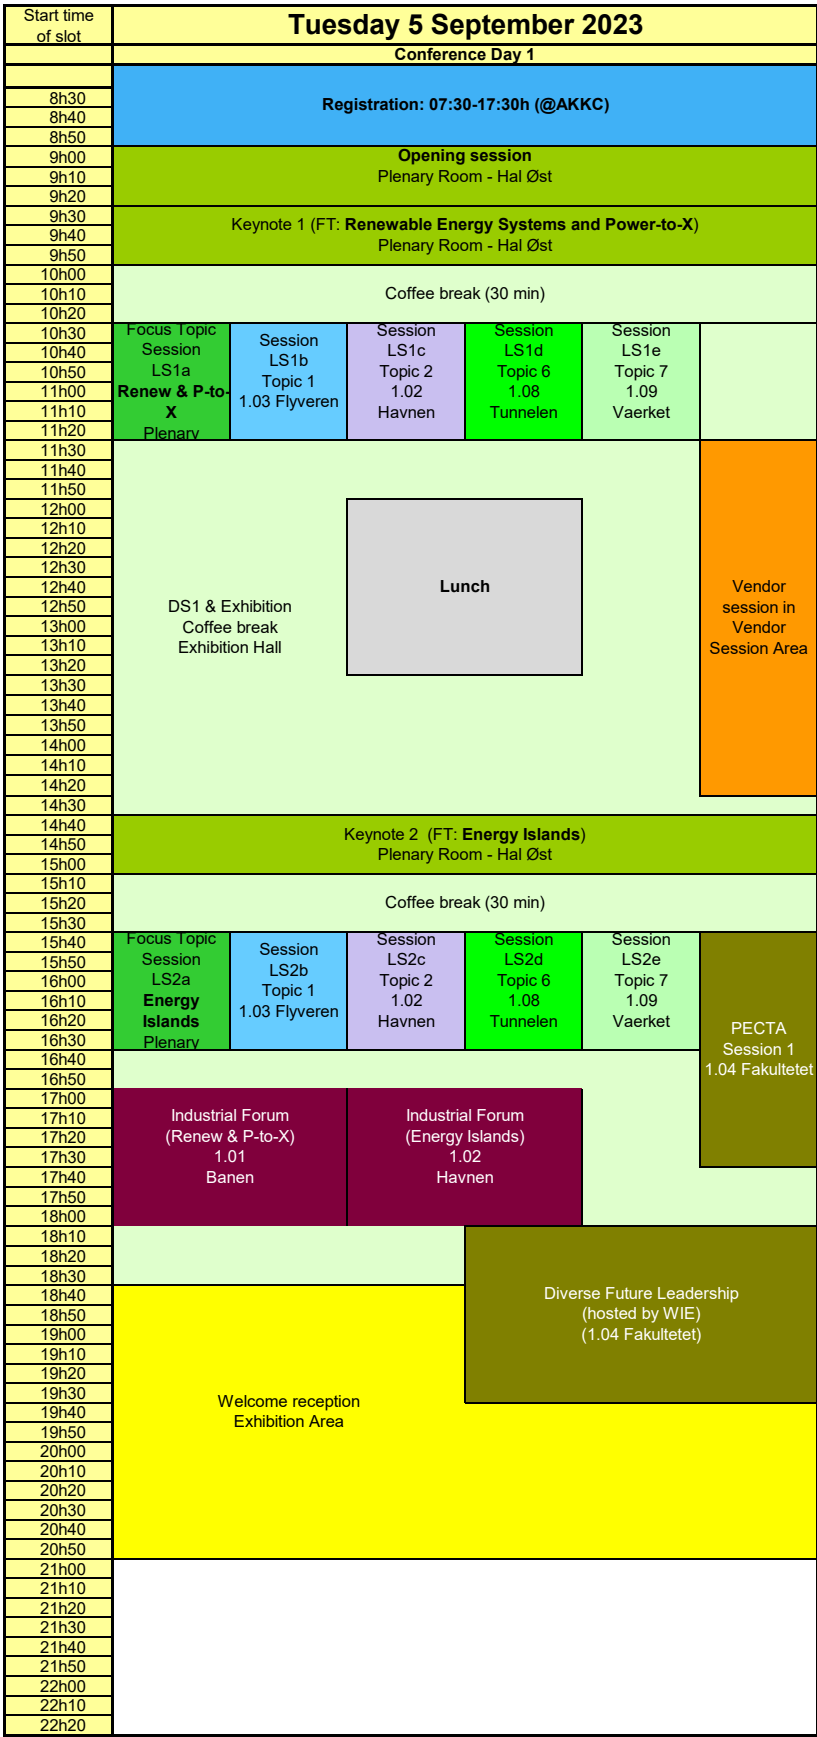 Start time
of slot
Tuesday 5 September 2023
Conference Day 1
8h30
8h40
8h50
Registration: 07:30-17:30h (@AKKC)
9h00
9h10
9h20
Opening session
Plenary Room - Hal Øst
9h30
9h40
9h50
Keynote 1 (FT: Renewable Energy Systems and Power-to-X)
Plenary Room - Hal Øst
10h00
10h10
10h20
Coffee break (30 min)
10h30
10h40
10h50
11h00
11h10
11h20
Focus Topic
Session
LS1a
Renew & P-to-
X
Plenary
Session
LS1b
Topic 1
1.03 Flyveren
Session
LS1c
Topic 2
1.02
Havnen
Session
LS1d
Topic 6
1.08
Tunnelen
Session
LS1e
Topic 7
1.09
Vaerket
11h30
11h40
11h50
12h00
12h10
12h20
12h30
12h40
12h50
13h00
13h10
13h20
13h30
13h40
13h50
14h00
14h10
14h20
14h30
DS1 & Exhibition
Coffee break
Exhibition Hall
Lunch
Vendor
session in
Vendor
Session Area
14h40
14h50
15h00
Keynote 2 (FT: Energy Islands)
Plenary Room - Hal Øst
15h10
15h20
15h30
Coffee break (30 min)
15h40
15h50
16h00
16h10
16h20
16h30
Focus Topic
Session
LS2a
Energy
Islands
Plenary
Session
LS2b
Topic 1
1.03 Flyveren
Session
LS2c
Topic 2
1.02
Havnen
Session
LS2d
Topic 6
1.08
Tunnelen
Session
LS2e
Topic 7
1.09
Vaerket
PECTA
Session 1
1.04 Fakultetet
16h40
16h50
17h00
17h10
17h20
17h30
17h40
17h50
18h00
Industrial Forum
(Renew & P-to-X)
1.01
Banen
Industrial Forum
(Energy Islands)
1.02
Havnen
18h10
18h20
18h30
18h40
18h50
19h00
19h10
19h20
19h30
Diverse Future Leadership
(hosted by WIE)
(1.04 Fakultetet)
19h40
19h50
20h00
20h10
20h20
20h30
20h40
20h50
Welcome reception
Exhibition Area
21h00
21h10
21h20
21h30
21h40
21h50
22h00
22h10
22h20